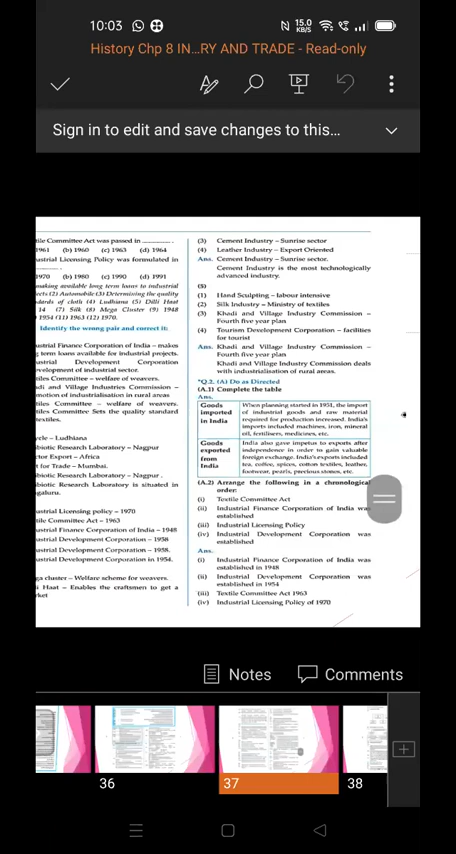 10:03
15.0
KB/S
History Chp 8 IN...RY AND TRADE - Read-only
Sign in to edit and save changes to this...
tile Committee Act was passed in
1961 (b) 1960 (c) 1963 (d) 1964
ustrial Licensing Policy was formulated in
1970 (b) 1980 (c) 1990 (d) 1991
making available long term loans to industrial
ects (2) Automobile (3) Determining the quality
ndards of cloth (4) Ludhiana (5) Dilli Haat
14 (7) Silk (8) Mega Cluster (9) 1948
1954 (11) 1963 (12) 1970.
Identify the wrong pair and correct it:
ustrial Finance Corporation of India – makes
g term loans available for industrial projects.
ustrial Development Corporation
evelopment of industrial sector.
tiles Committee – welfare of weavers.
adi and Village Industries Commission –
motion of industrialisation in rural areas
tiles Committee – welfare of weavers.
tiles Committee Sets the quality standard
textiles.
ycle – Ludhiana
ibiotic Research Laboratory – Nagpur
ctor Export – Africa
t for Trade – Mumbai.
ibiotic Research Laboratory – Nagpur .
ibiotic Research Laboratory is situated in
ngaluru.
ustrial Licensing policy – 1970
tile Committee Act – 1963
ustrial Finance Corporation of India – 1948
ustrial Development Corporation – 1958
ustrial Development Corporation – 1958.
ustrial Development Corporation in 1954.
ga cluster – Welfare scheme for weavers.
i Haat – Enables the craftsmen to get a
rket
(3) Cement Industry – Sunrise sector
(4) Leather Industry – Export Oriented
Ans. Cement Industry – Sunrise sector.
Cement Industry is the most technologically
advanced industry.
(5)
(1) Hand Sculpting – labour intensive
(2) Silk Industry – Ministry of textiles
(3) Khadi and Village Industry Commission –
Fourth five year plan
(4) Tourism Development Corporation – facilities
for tourist
Ans. Khadi and Village Industry Commission –
Fourth five year plan
Khadi and Village Industry Commission deals
with industrialisation of rural areas.
*Q.2. (A) Do as Directed
(A.1) Complete the table
Ans.
Goods
imported
in India
When planning started in 1951, the import
of industrial goods and raw material
required for production increased. India's
imports included machines, iron, mineral
oil, fertilisers, medicines, etc.
Goods
exported
from
India
India also gave impetus to exports after
independence in order to gain valuable
foreign exchange. India's exports included
tea, coffee, spices, cotton textiles, leather,
footwear, pearls, precious stones, etc.
(A.2) Arrange the following in a chronological
order:
(i) Textile Committee Act
(ii) Industrial Finance Corporation of India was
established
(iii) Industrial Licensing Policy
(iv) Industrial Development Corporation was
established
Ans.
(i) Industrial Finance Corporation of India was
established in 1948
(ii) Industrial Development Corporation was
established in 1954
(iii) Textile Committee Act 1963
(iv) Industrial Licensing Policy of 1970
Notes
Comments
36
37
38